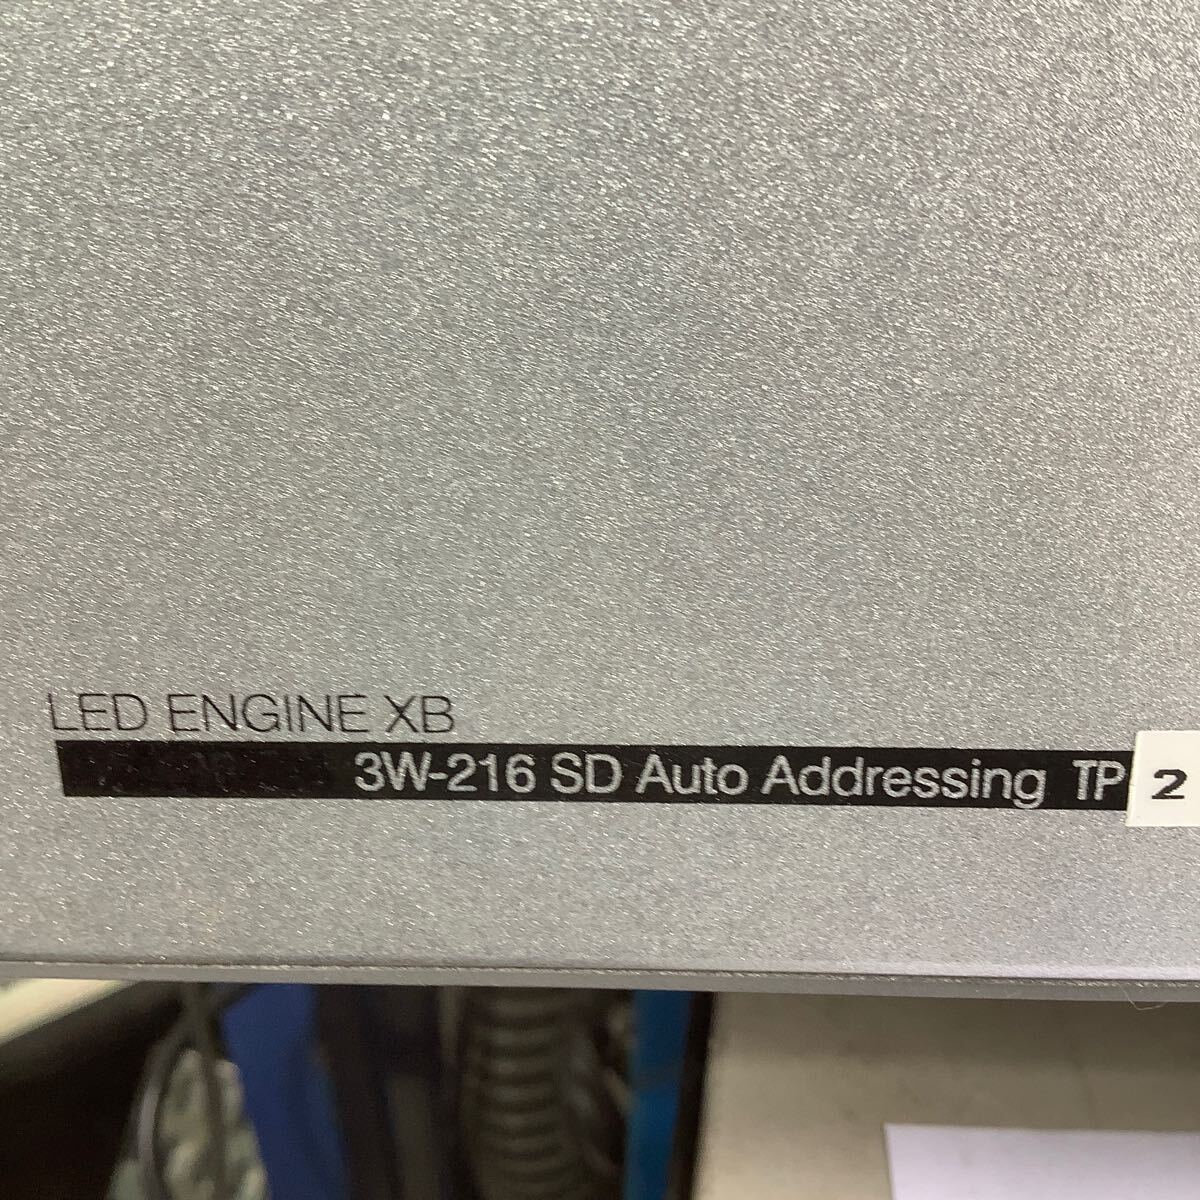 LED ENGINE XB
3W-216 SD Auto Addressing TP 2